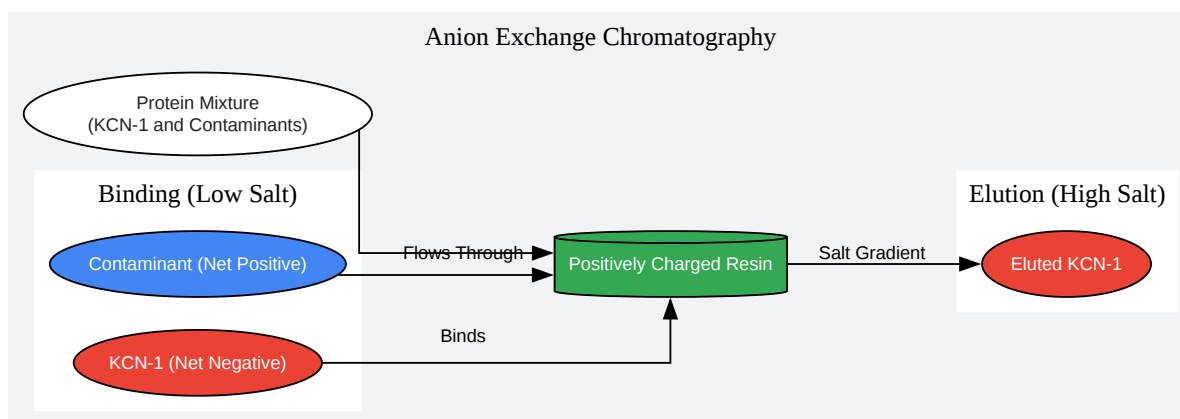 Anion Exchange Chromatography
Protein Mixture
(KCN-1 and Contaminants)
Binding (Low Salt)
Elution (High Salt)
Contaminant (Net Positive)
Flows Through
Positively Charged Resin
Salt Gradient
Eluted KCN-1
Binds
KCN-1 (Net Negative)